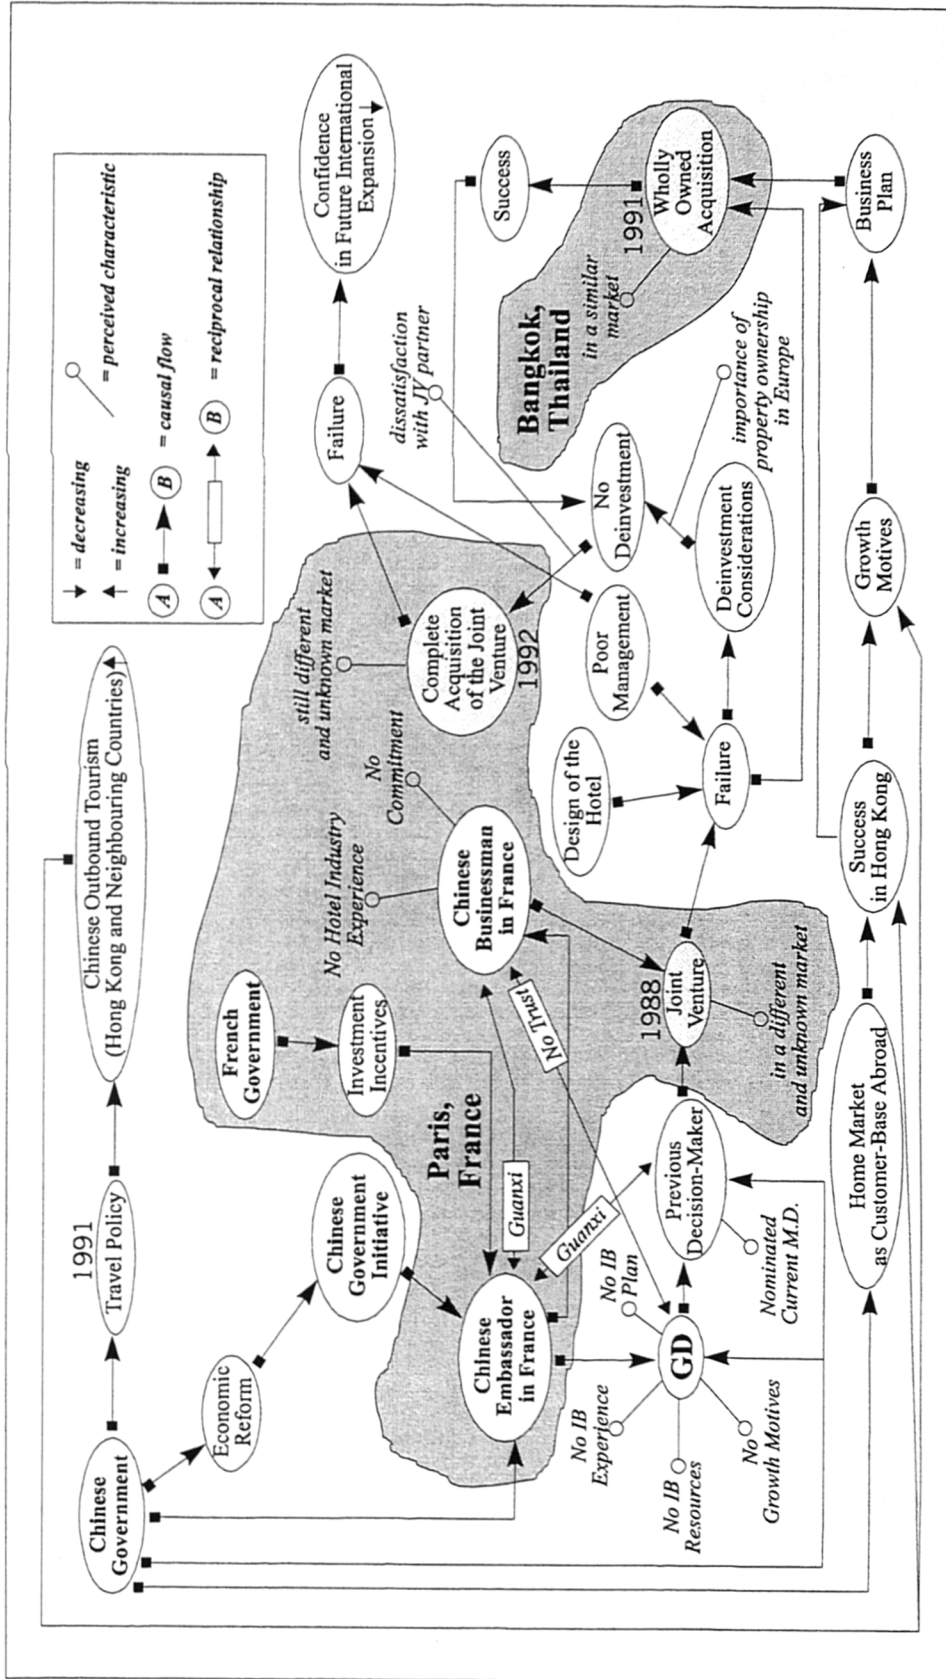 Chinese
Government
1991
Travel Policy
Chinese Outbound Tourism
(Hong Kong and Neighbouring Countries)
= decreasing
= increasing
= perceived characteristic
A
B
= causal flow
A
B
= reciprocal relationship
Economic
Reform
Chinese
Government
Initiative
French
Government
Investment
Incentives
Paris,
France
No Hotel Industry
Experience
No
Commitment
still different
and unknown market
Failure
Confidence
in Future International
Expansion
Chinese
Embassador
in France
Guanxi
No Trust
Guanxi
Chinese
Businessman
in France
Complete
Acquisition
of the Joint
Venture
1992
dissatisfaction
with JV partner
Success
Bangkok,
Thailand
in a similar
market
1991
Wholly
Owned
Acquisition
No IB
Experience
No IB
Plan
GD
No IB
Resources
No
Growth Motives
Previous
Decision-Maker
Nominated
Current M.D.
1988
Joint
Venture
in a different
and unknown market
Design of the
Hotel
Poor
Management
No
Deinvestment
Failure
Deinvestment
Considerations
importance of
property ownership
in Europe
Home Market
as Customer-Base Abroad
Success
in Hong Kong
Growth
Motives
Business
Plan